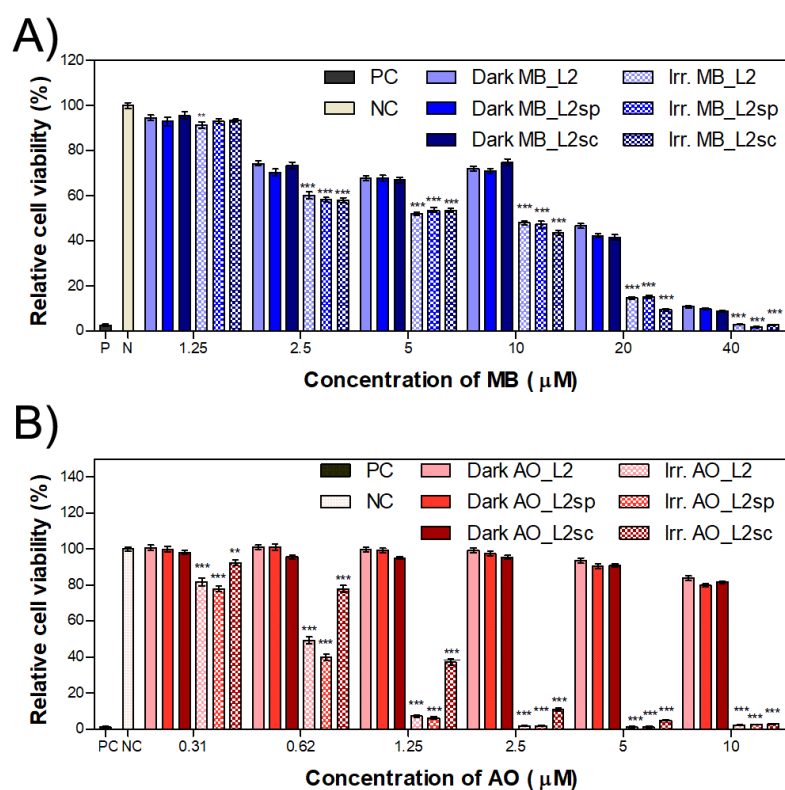 A)
Relative cell viability (%)
120
100
80
60
40
20
0
PC Dark MB_L2 Irr. MB_L2
NC Dark MB_L2sp Irr. MB_L2sp
Dark MB_L2sc Irr. MB_L2sc
**
*** *** ***
*** *** ***
*** *** ***
*** *** ***
*** *** ***
P N 1.25 2.5 5 10 20 40
Concentration of MB ( μM)
B)
Relative cell viability (%)
140
120
100
80
60
40
20
0
PC Dark AO_L2 Irr. AO_L2
NC Dark AO_L2sp Irr. AO_L2sp
Dark AO_L2sc Irr. AO_L2sc
*** *** **
*** *** ***
*** *** ***
*** *** ***
*** *** ***
*** *** ***
PC NC 0.31 0.62 1.25 2.5 5 10
Concentration of AO ( μM)